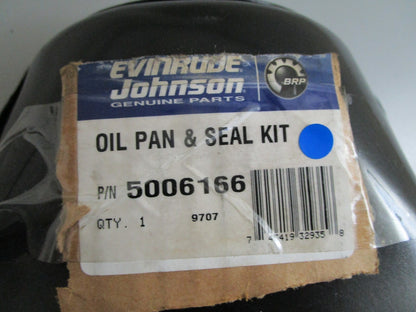 EVINRUDE
Johnson
GENUINE PARTS
BRP
OIL PAN & SEAL KIT
P/N 5006166
QTY. 1 9707